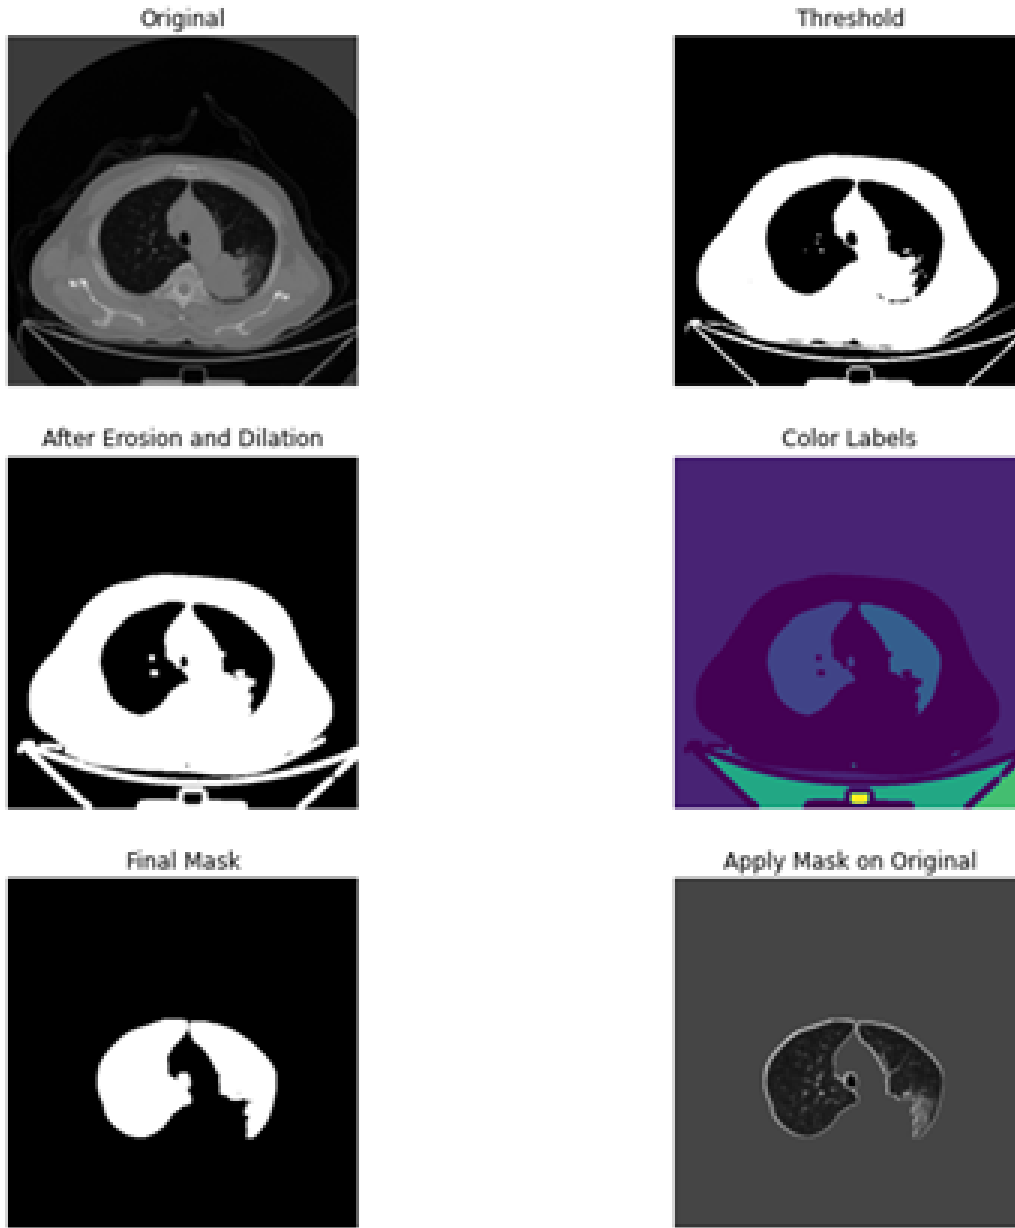 Original
Threshold
After Erosion and Dilation
Color Labels
Final Mask
Apply Mask on Original